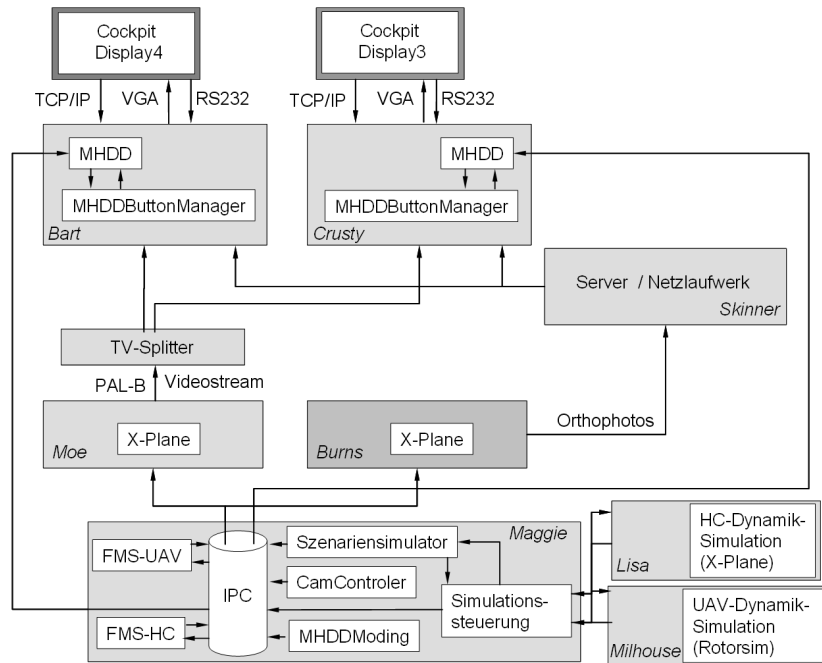 Cockpit
Display4
Cockpit
Display3
TCP/IP
VGA
RS232
TCP/IP
VGA
RS232
MHDD
MHDDButtonManager
Bart
MHDD
MHDDButtonManager
Crusty
Server / Netzlaufwerk
Skinner
TV-Splitter
PAL-B
Videostream
X-Plane
Moe
X-Plane
Burns
Orthophotos
Maggie
FMS-UAV
Szenariensimulator
IPC
CamControler
Simulations-
steuerung
FMS-HC
MHDDModing
HC-Dynamik-
Simulation
(X-Plane)
Lisa
UAV-Dynamik-
Simulation
(Rotorsim)
Milhouse